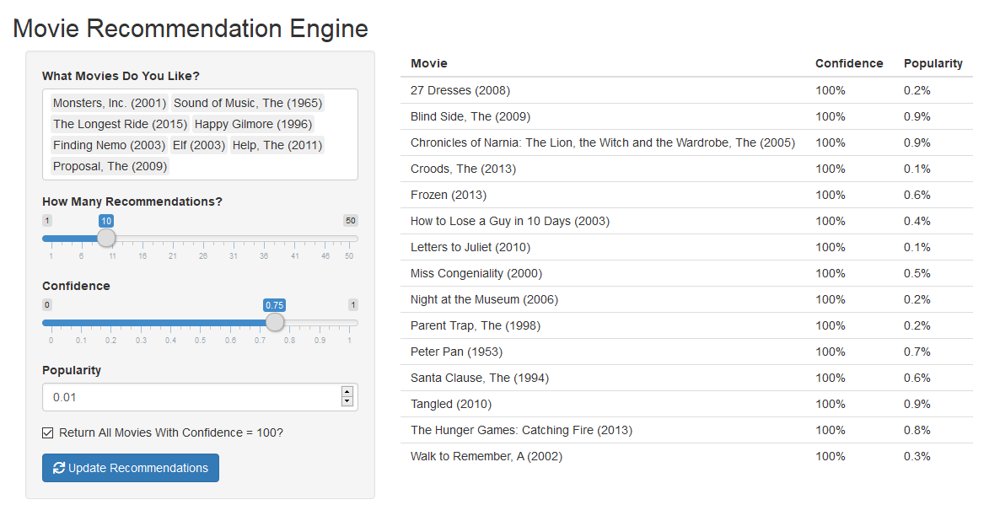 Movie Recommendation Engine
What Movies Do You Like?
Monsters, Inc. (2001) Sound of Music, The (1965)
The Longest Ride (2015) Happy Gilmore (1996)
Finding Nemo (2003) Elf (2003) Help, The (2011)
Proposal, The (2009)
How Many Recommendations?
1 10 50
1 6 11 16 21 26 31 36 41 46 50
Confidence
0 0.75 1
0 0.1 0.2 0.3 0.4 0.5 0.6 0.7 0.8 0.9 1
Popularity
0.01
Return All Movies With Confidence = 100?
Update Recommendations
Movie Confidence Popularity
27 Dresses (2008) 100% 0.2%
Blind Side, The (2009) 100% 0.9%
Chronicles of Narnia: The Lion, the Witch and the Wardrobe, The (2005) 100% 0.9%
Croods, The (2013) 100% 0.1%
Frozen (2013) 100% 0.6%
How to Lose a Guy in 10 Days (2003) 100% 0.4%
Letters to Juliet (2010) 100% 0.1%
Miss Congeniality (2000) 100% 0.5%
Night at the Museum (2006) 100% 0.2%
Parent Trap, The (1998) 100% 0.2%
Peter Pan (1953) 100% 0.7%
Santa Clause, The (1994) 100% 0.6%
Tangled (2010) 100% 0.9%
The Hunger Games: Catching Fire (2013) 100% 0.8%
Walk to Remember, A (2002) 100% 0.3%